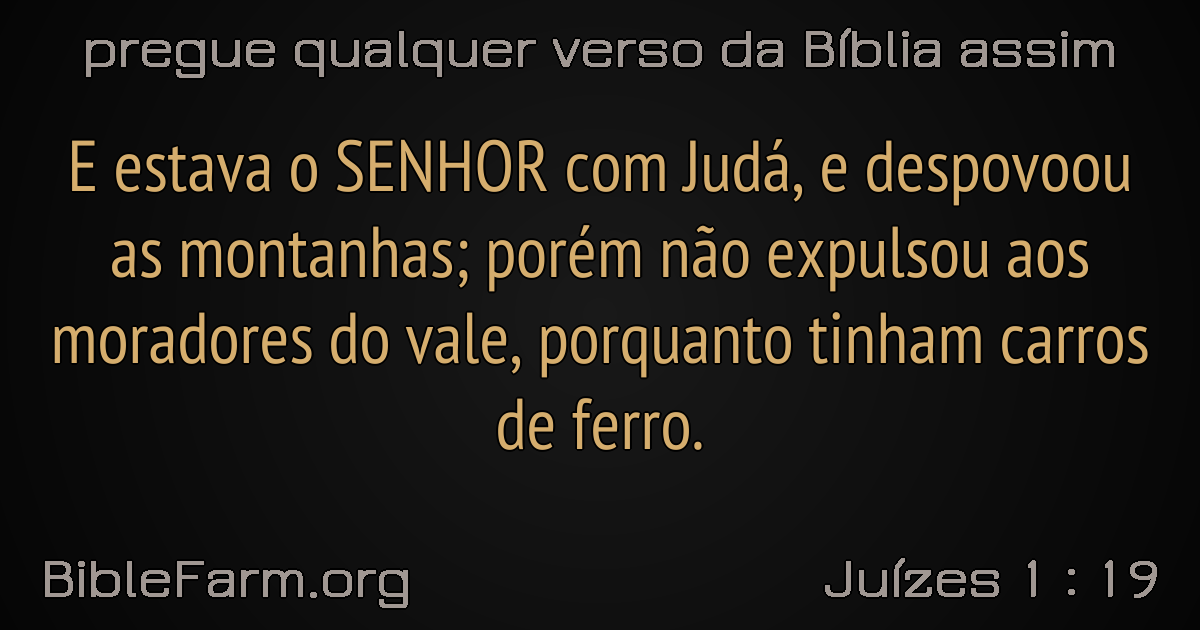 pregue qualquer verso da Bíblia assim
E estava o SENHOR com Judá, e despovoou
as montanhas; porém não expulsou aos
moradores do vale, porquanto tinham carros
de ferro.
BibleFarm.org
Juízes 1 : 19